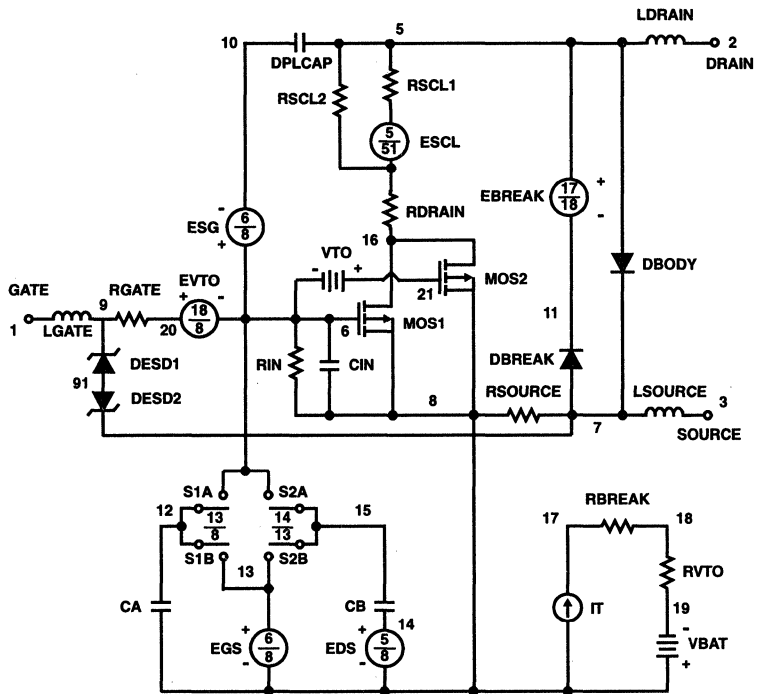 LDRAIN
10
5
2
DPLCAP
DRAIN
RSCL2
RSCL1
5
51
ESCL
EBREAK
17
18
+
-
RDRAIN
-
ESG
6
8
+
16
VTO
-
+
MOS2
DBODY
21
GATE
9
RGATE
EVTO
+
-
18
8
11
1
LGATE
20
6
MOS1
DESD1
RIN
CIN
DBREAK
91
DESD2
8
RSOURCE
LSOURCE
3
7
SOURCE
S1A
S2A
12
13
8
14
13
15
RBREAK
17
18
S1B
S2B
13
RVTO
CA
CB
IT
19
14
-
VBAT
+
+
EGS
6
8
-
+
EDS
5
8
-